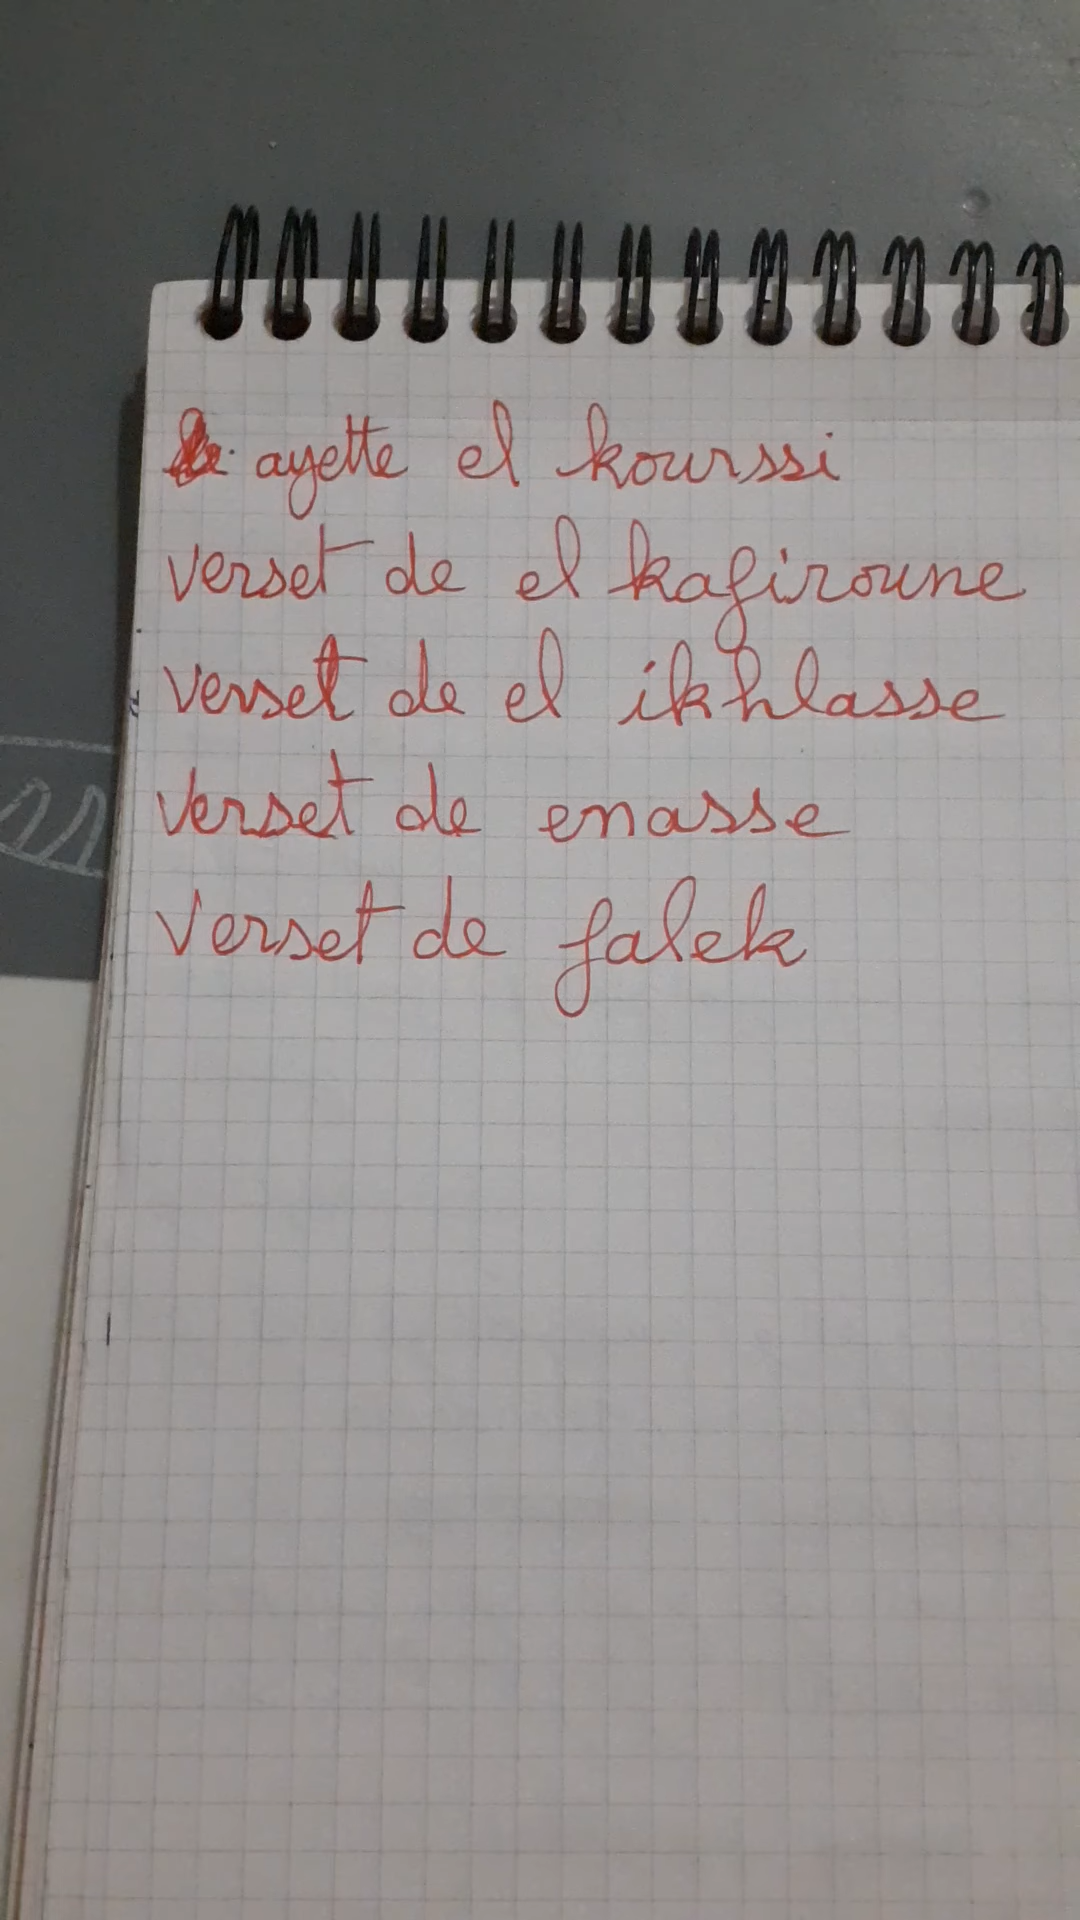 ayette el kourssi
verset de el kafiroune
verset de el ikhlasse
verset de enasse
verset de falek